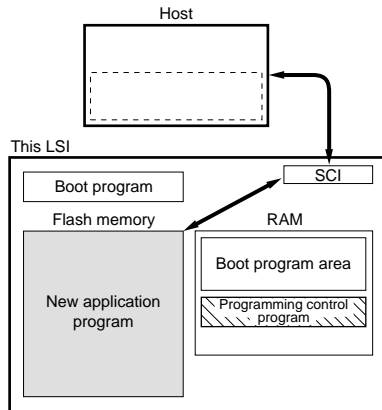 Host
This LSI
SCI
Boot program
Flash memory
RAM
Boot program area
New application
program
Programming control
program